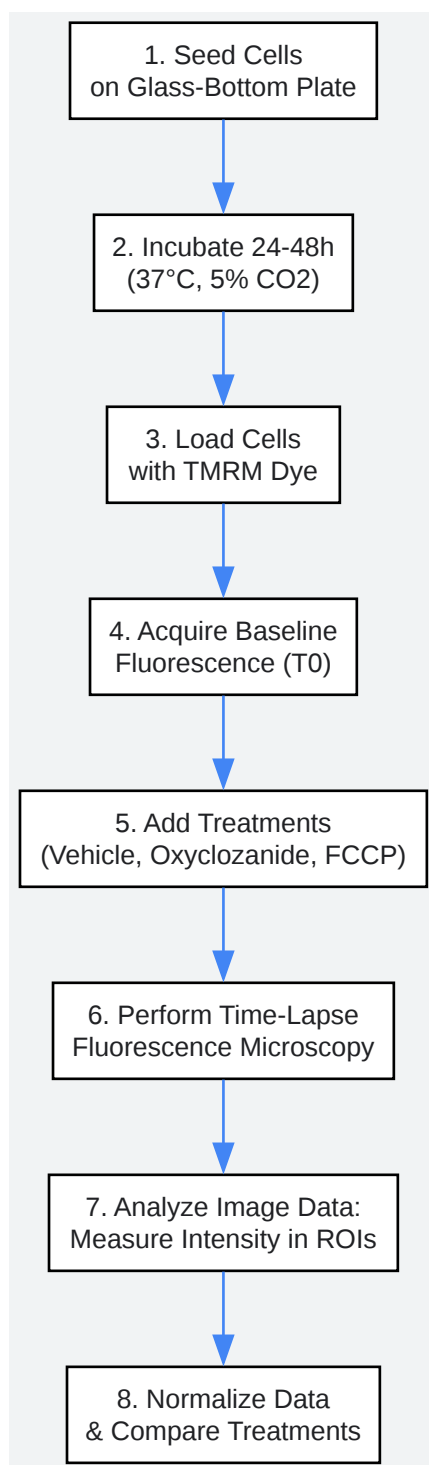 1. Seed Cells
on Glass-Bottom Plate
2. Incubate 24-48h
(37°C, 5% CO2)
3. Load Cells
with TMRM Dye
4. Acquire Baseline
Fluorescence (T0)
5. Add Treatments
(Vehicle, Oxyclozanide, FCCP)
6. Perform Time-Lapse
Fluorescence Microscopy
7. Analyze Image Data:
Measure Intensity in ROIs
8. Normalize Data
& Compare Treatments